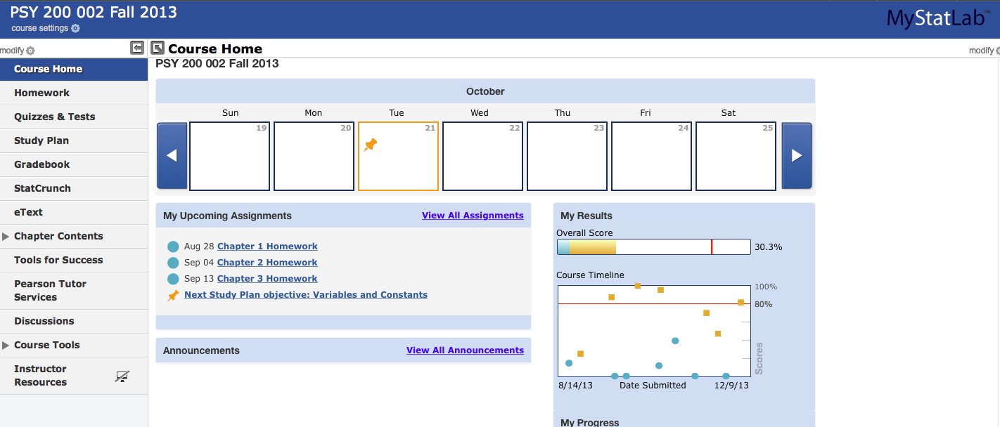 PSY 200 002 Fall 2013
course settings
MyStatLab™
modify
Course Home
modify
PSY 200 002 Fall 2013
Course Home
Homework
Quizzes & Tests
Study Plan
Gradebook
StatCrunch
eText
Chapter Contents
Tools for Success
Pearson Tutor
Services
Discussions
Course Tools
Instructor
Resources
October
Sun Mon Tue Wed Thu Fri Sat
19 20 21 22 23 24 25
My Upcoming Assignments View All Assignments
Aug 28 Chapter 1 Homework
Sep 04 Chapter 2 Homework
Sep 13 Chapter 3 Homework
Next Study Plan objective: Variables and Constants
Announcements View All Announcements
My Results
Overall Score
30.3%
Course Timeline
100%
80%
Scores
8/14/13 Date Submitted 12/9/13
My Progress